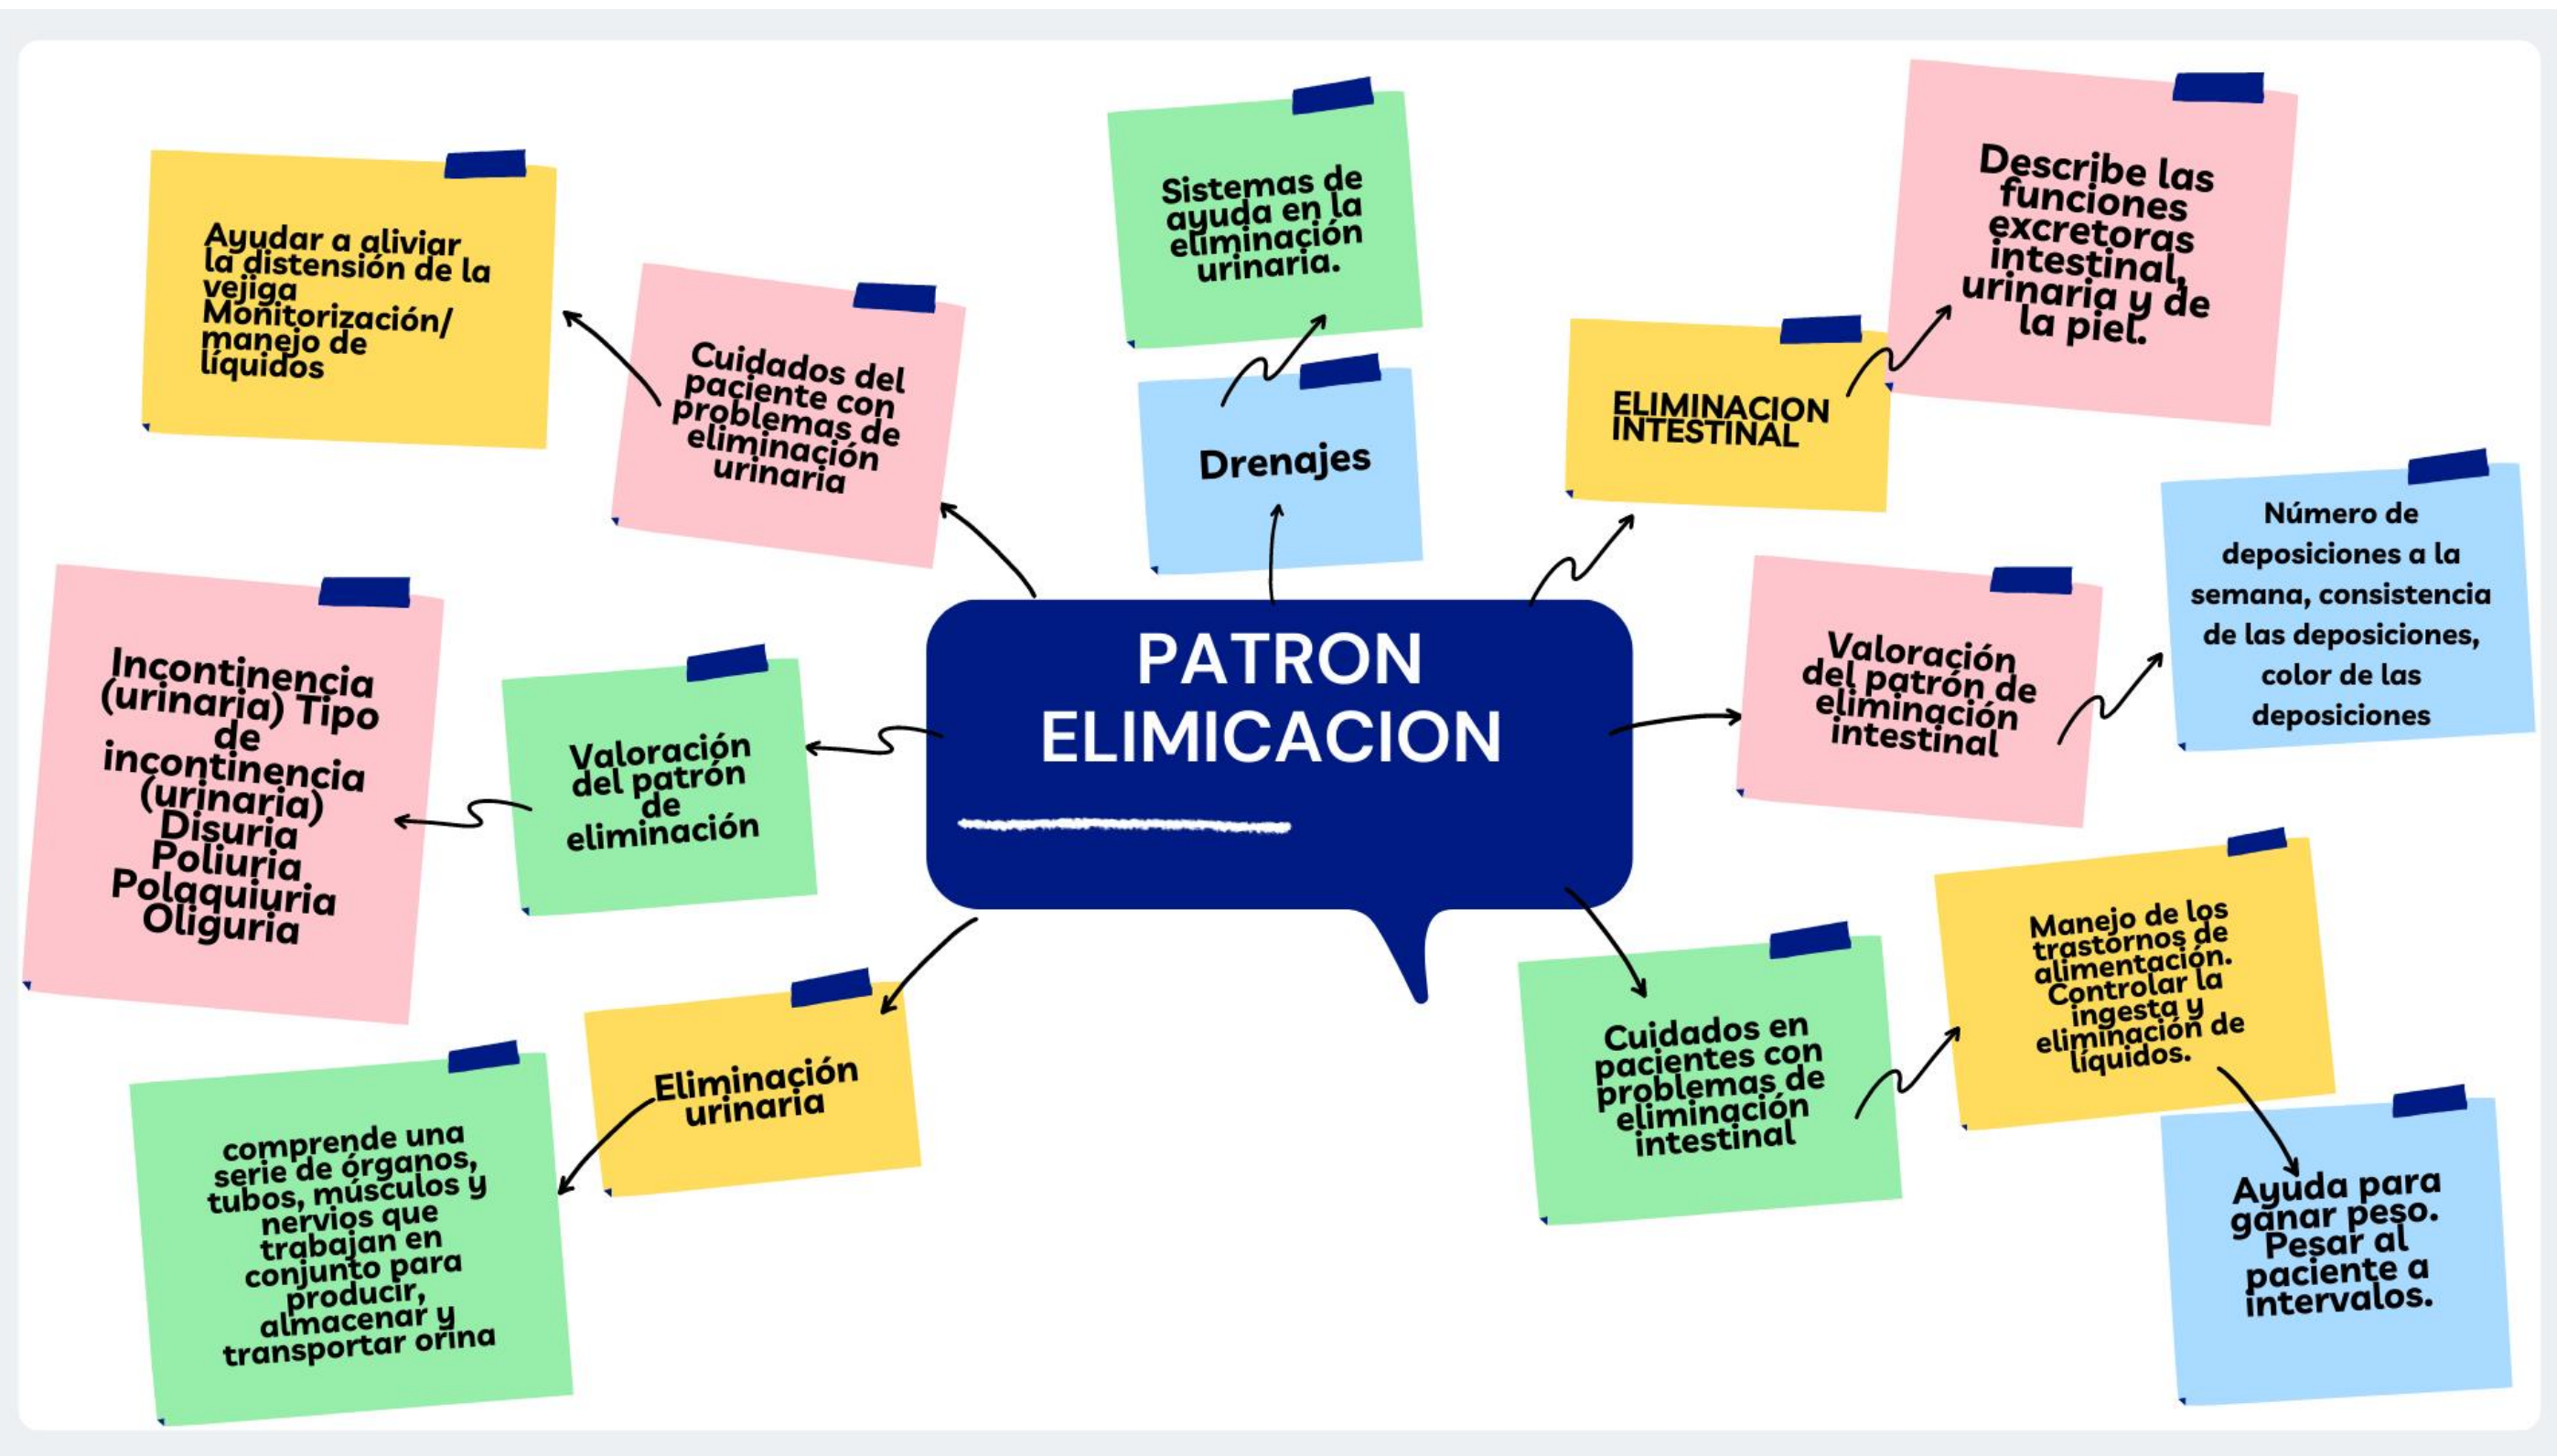 PATRON
ELIMICACION
Sistemas de
ayuda en la
eliminación
urinaria.
Drenajes
Describe las
funciones
excretoras
intestinal,
urinaria y de
la piel.
ELIMINACION
INTESTINAL
Número de
deposiciones a la
semana, consistencia
de las deposiciones,
color de las
deposiciones
Valoración
del patrón de
eliminación
intestinal
Cuidados en
pacientes con
problemas de
eliminación
intestinal
Manejo de los
trastornos de
alimentación.
Controlar la
ingesta y
eliminación de
líquidos.
Ayuda para
ganar peso.
Pesar al
paciente a
intervalos.
Ayudar a aliviar
la distensión de la
vejiga
Monitorización/
manejo de
líquidos
Cuidados del
paciente con
problemas de
eliminación
urinaria
Incontinencia
(urinaria) Tipo
de
incontinencia
(urinaria)
Disuria
Poliuria
Polaquiuria
Oliguria
Valoración
del patrón
de
eliminación
Eliminación
urinaria
comprende una
serie de órganos,
tubos, músculos y
nervios que
trabajan en
conjunto para
producir,
almacenar y
transportar orina